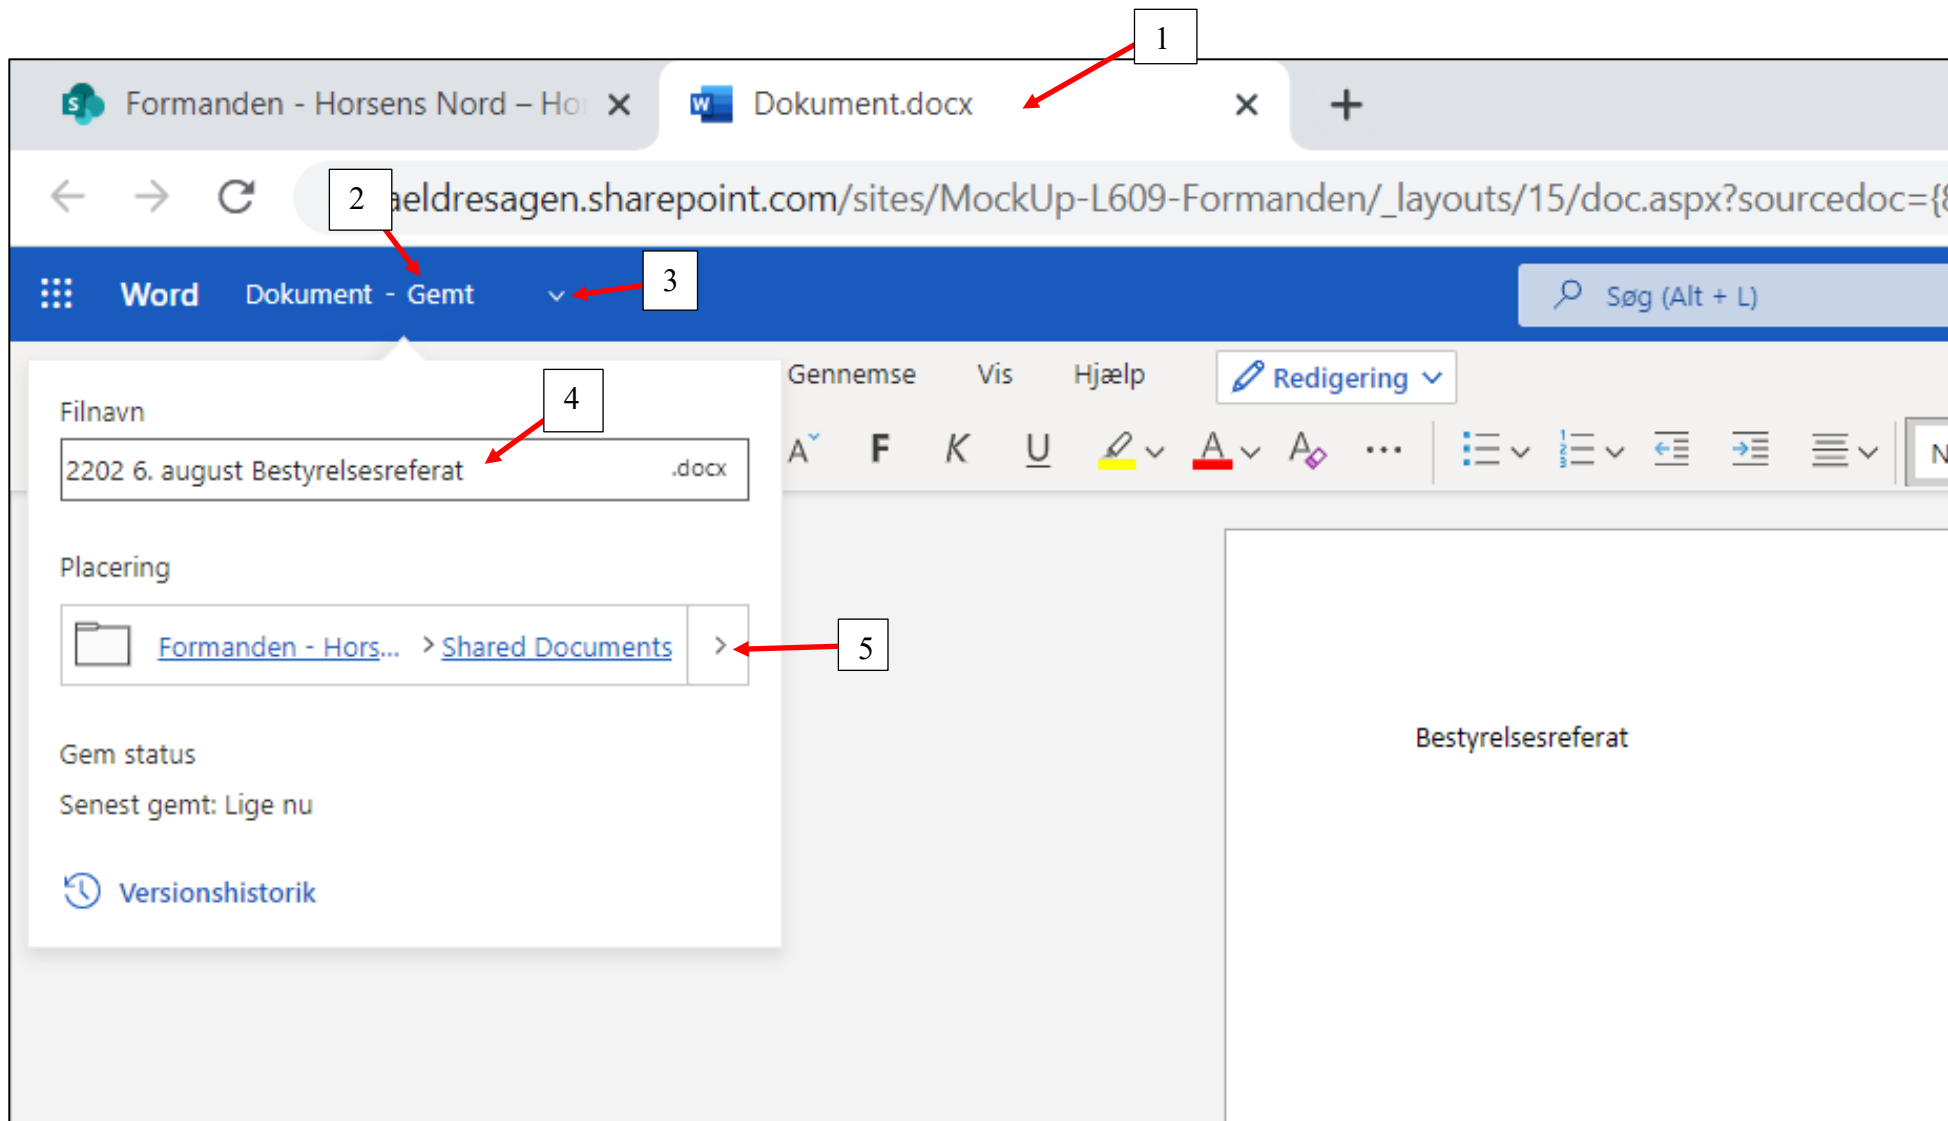 1
Formanden - Horsens Nord – Ho
Dokument.docx
2
aeldresagen.sharepoint.com/sites/MockUp-L609-Formanden/_layouts/15/doc.aspx?sourcedoc={8
Word Dokument - Gemt
3
Søg (Alt + L)
Gennemse Vis Hjælp Redigering
Filnavn
4
2202 6. august Bestyrelsesreferat .docx
A F K U A A ... N
Placering
Formanden - Hors... > Shared Documents >
5
Gem status
Senest gemt: Lige nu
Versionshistorik
Bestyrelsesreferat